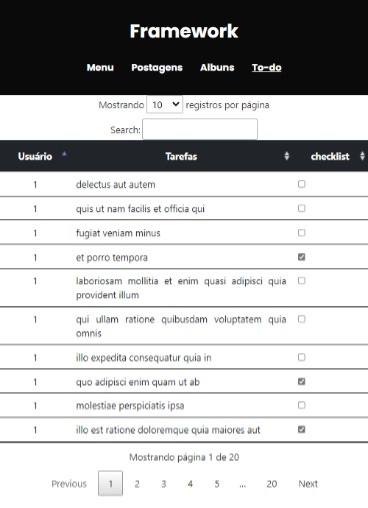 Framework
Menu Postagens Albuns To-do
Mostrando 10 registros por página
Search:
Usuário Tarefas checklist
1 delectus aut autem
1 quis ut nam facilis et officia qui
1 fugiat veniam minus
1 et porro tempora
1 laboriosam mollitia et enim quasi adipisci quia
provident illum
1 qui ullam ratione quibusdam voluptatem quia
omnis
1 illo expedita consequatur quia in
1 quo adipisci enim quam ut ab
1 molestiae perspiciatis ipsa
1 illo est ratione doloremque quia maiores aut
Mostrando página 1 de 20
Previous 1 2 3 4 5 ... 20 Next